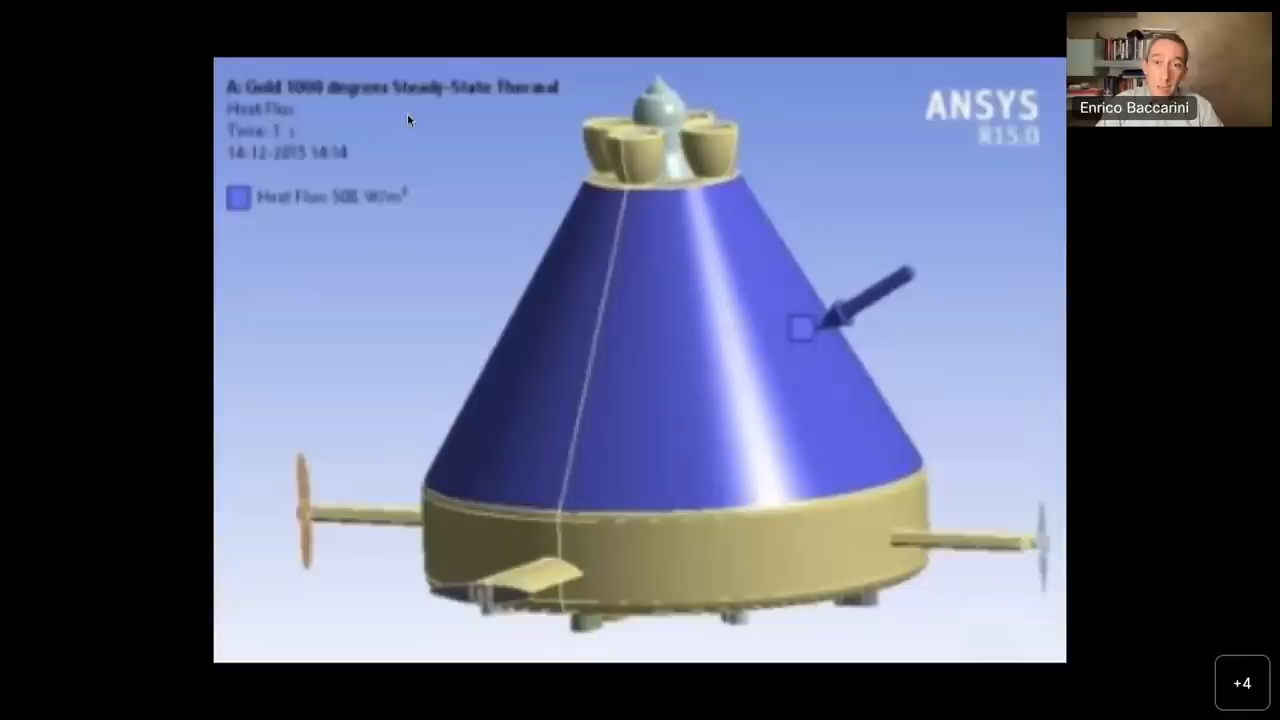 A: Gold 1000 degrees Steady-State Thermal
Heat Flux
Time: 1 s
14-12-2015 14:14
Heat Flux: 500, W/m²
ANSYS
R15.0
Enrico Baccarini
+4